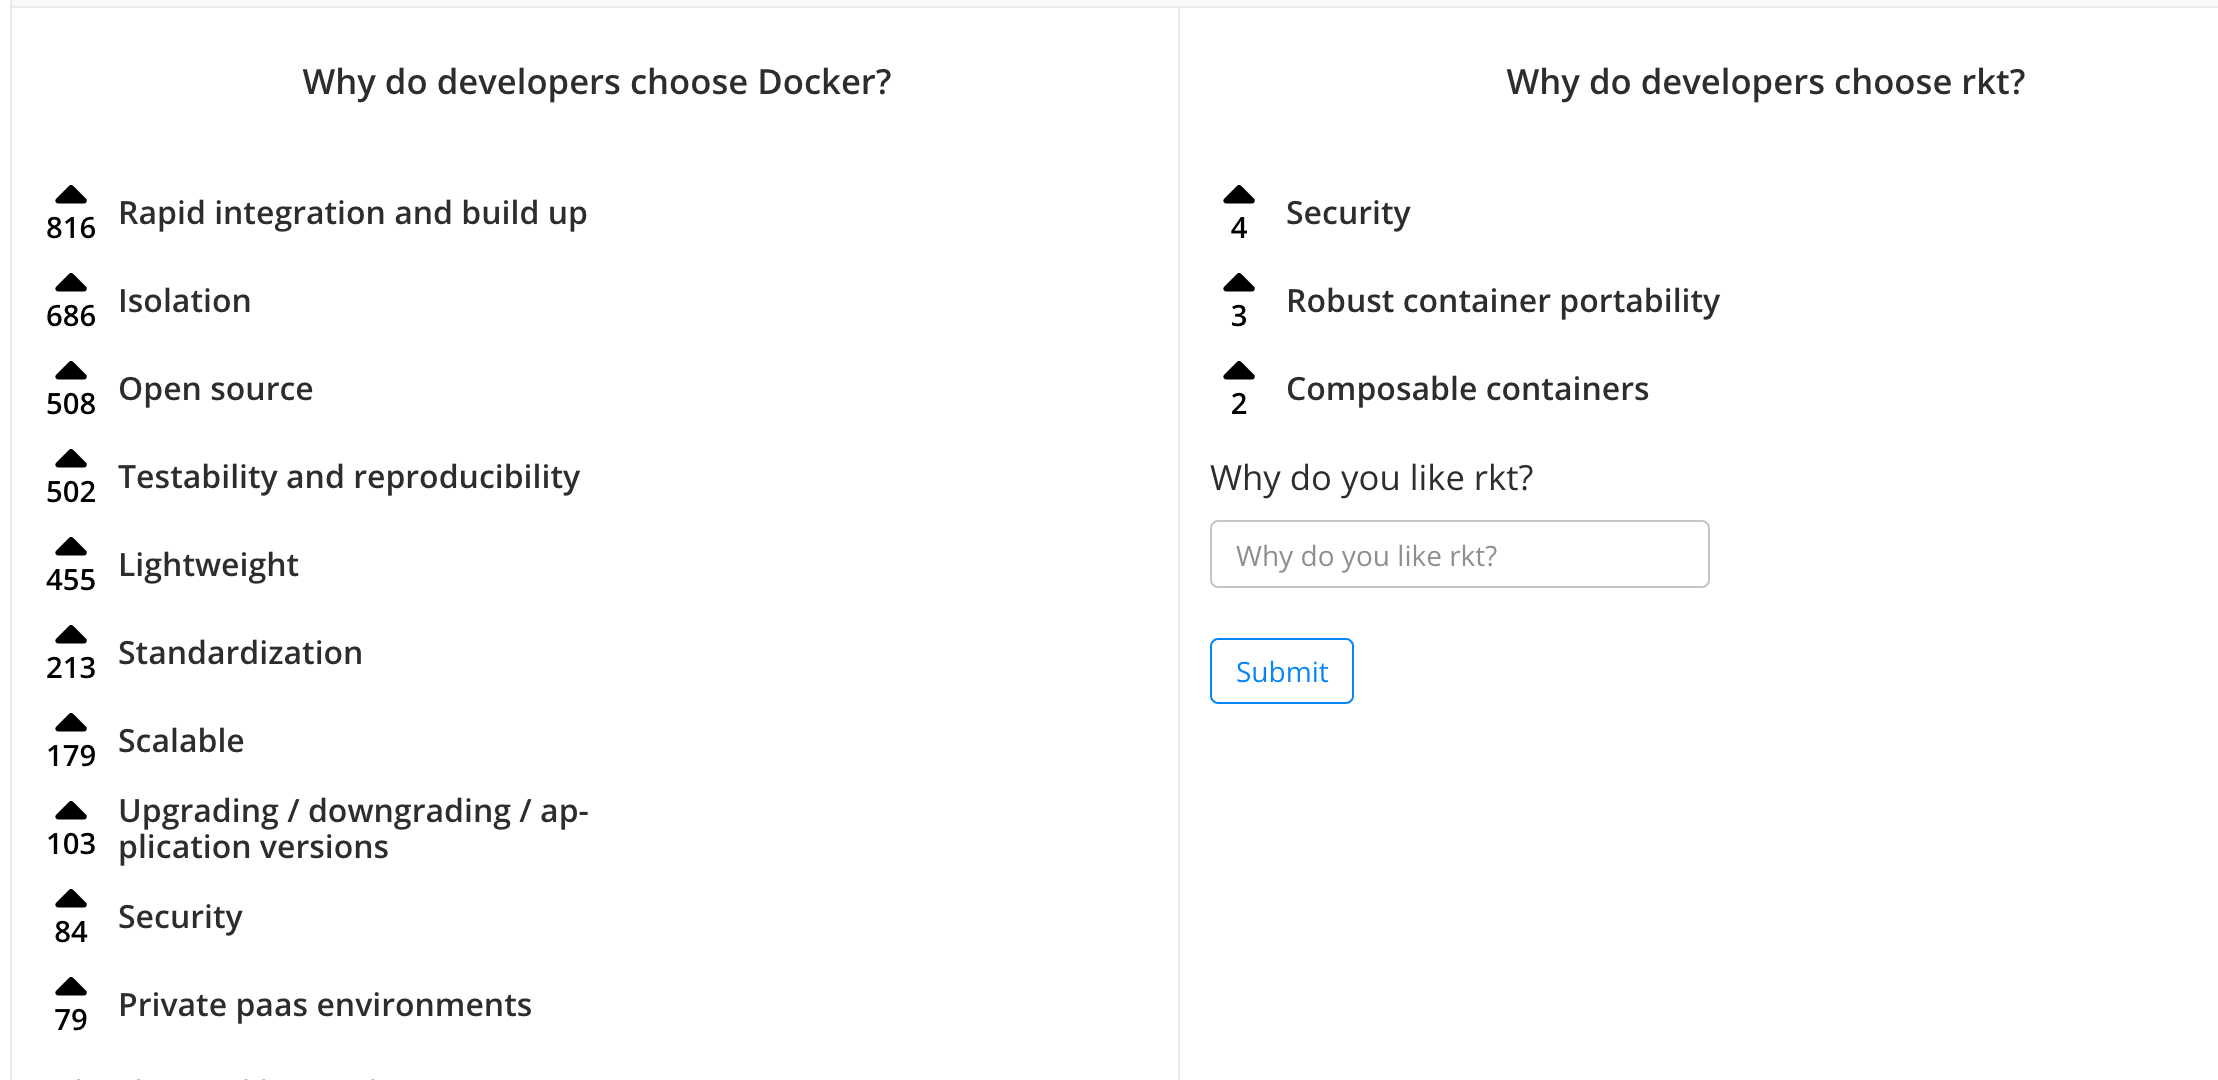 Why do developers choose Docker?
816 Rapid integration and build up
686 Isolation
508 Open source
502 Testability and reproducibility
455 Lightweight
213 Standardization
179 Scalable
103 Upgrading / downgrading / ap-
plication versions
84 Security
79 Private paas environments
Why do developers choose rkt?
4 Security
3 Robust container portability
2 Composable containers
Why do you like rkt?
Why do you like rkt?
Submit